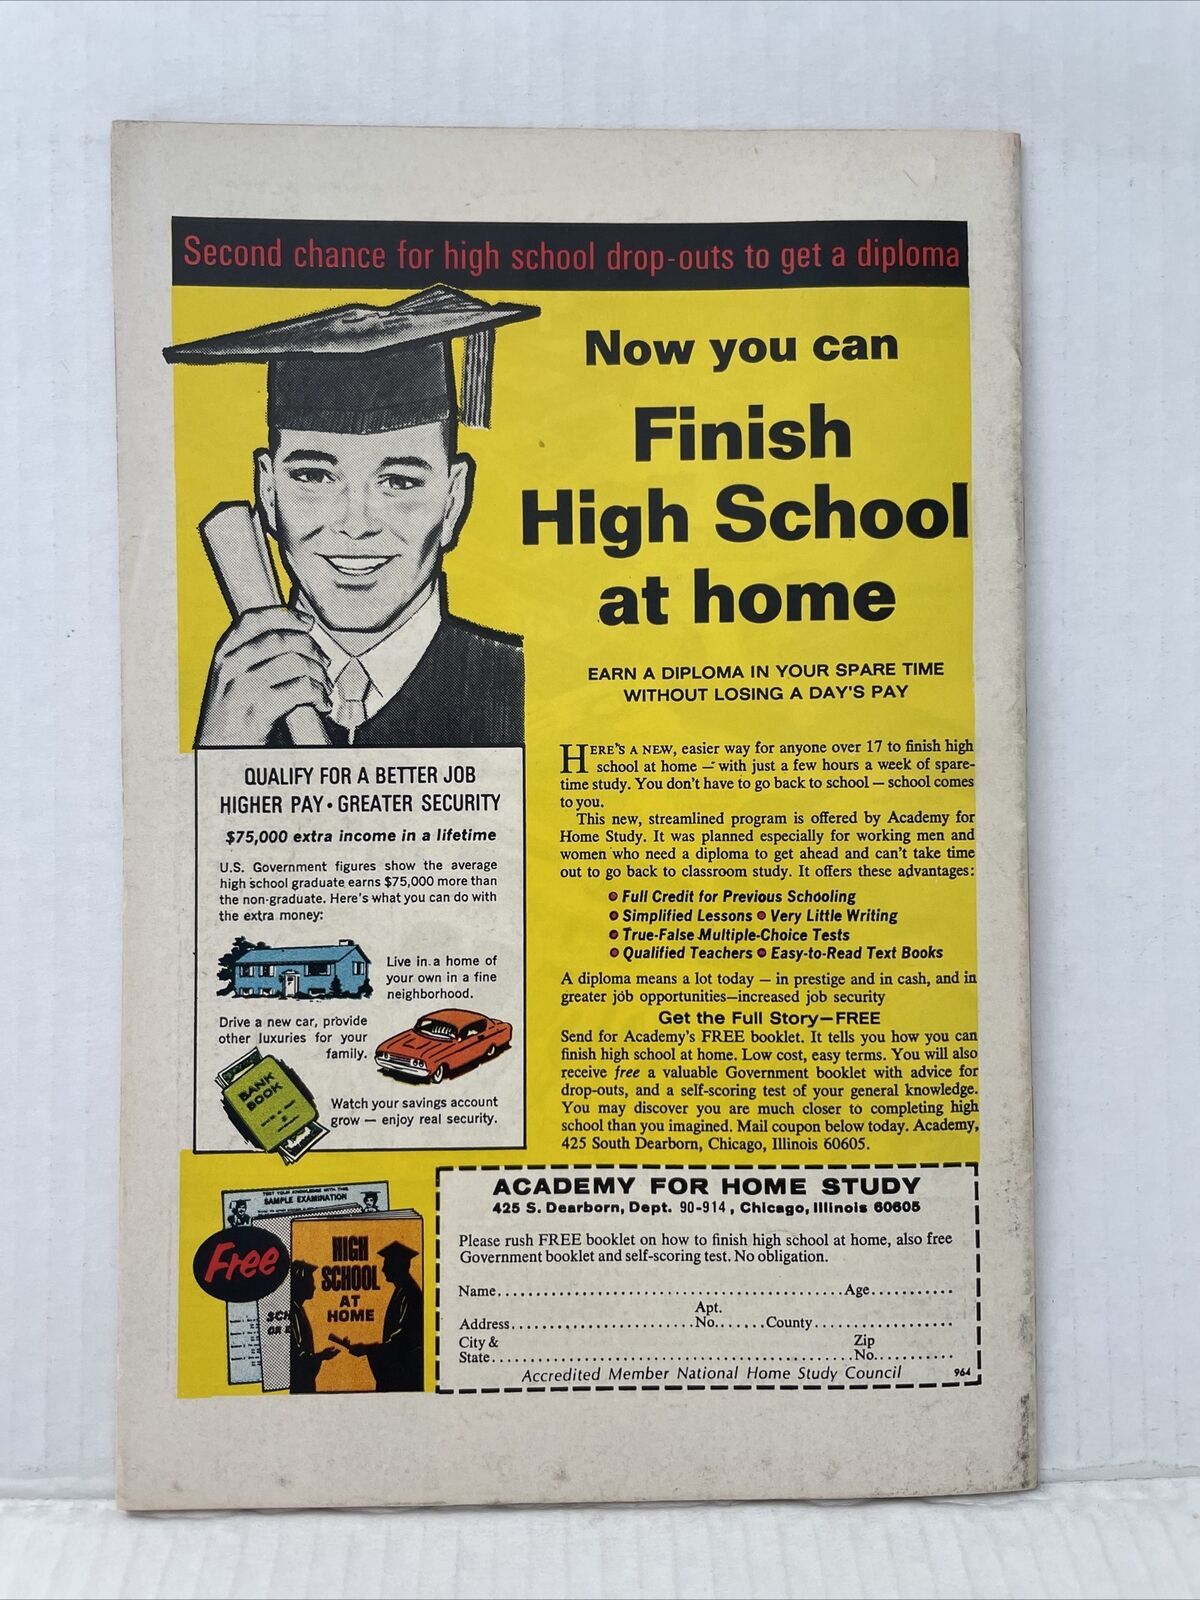 Second chance for high school drop-outs to get a diploma
Now you can
Finish
High School
at home
EARN A DIPLOMA IN YOUR SPARE TIME
WITHOUT LOSING A DAY'S PAY
QUALIFY FOR A BETTER JOB
HIGHER PAY • GREATER SECURITY
$75,000 extra income in a lifetime
U.S. Government figures show the average
high school graduate earns $75,000 more than
the non-graduate. Here's what you can do with
the extra money:
Live in a home of
your own in a fine
neighborhood.
Drive a new car, provide
other luxuries for your
family.
BANK
BOOK
Watch your savings account
grow — enjoy real security.
HERE'S A NEW, easier way for anyone over 17 to finish high
school at home — with just a few hours a week of spare-
time study. You don't have to go back to school — school comes
to you.
This new, streamlined program is offered by Academy for
Home Study. It was planned especially for working men and
women who need a diploma to get ahead and can't take time
out to go back to classroom study. It offers these advantages:
• Full Credit for Previous Schooling
• Simplified Lessons • Very Little Writing
• True-False Multiple-Choice Tests
• Qualified Teachers • Easy-to-Read Text Books
A diploma means a lot today — in prestige and in cash, and in
greater job opportunities—increased job security
Get the Full Story—FREE
Send for Academy's FREE booklet. It tells you how you can
finish high school at home. Low cost, easy terms. You will also
receive free a valuable Government booklet with advice for
drop-outs, and a self-scoring test of your general knowledge.
You may discover you are much closer to completing high
school than you imagined. Mail coupon below today. Academy,
425 South Dearborn, Chicago, Illinois 60605.
TEST YOUR KNOWLEDGE WITH THIS
SAMPLE EXAMINATION
Free
SCH
OR
HIGH
SCHOOL
AT
HOME
ACADEMY FOR HOME STUDY
425 S. Dearborn, Dept. 90-914, Chicago, Illinois 60605
Please rush FREE booklet on how to finish high school at home, also free
Government booklet and self-scoring test. No obligation.
Name.......................................................Age............
Apt.
Address............................No.......County......................
City &
Zip
State.......................................................No...........
Accredited Member National Home Study Council
964